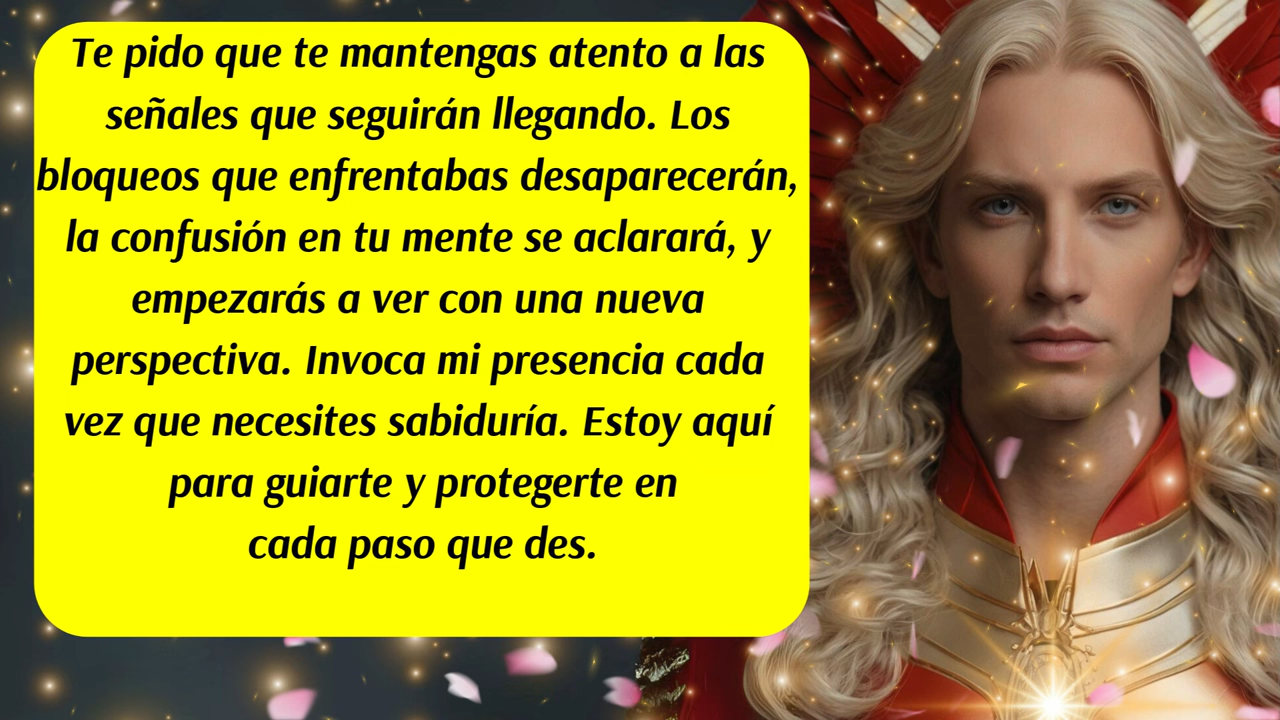 Te pido que te mantengas atento a las
señales que seguirán llegando. Los
bloqueos que enfrentabas desaparecerán,
la confusión en tu mente se aclarará, y
empezarás a ver con una nueva
perspectiva. Invoca mi presencia cada
vez que necesites sabiduría. Estoy aquí
para guiarte y protegerte en
cada paso que des.